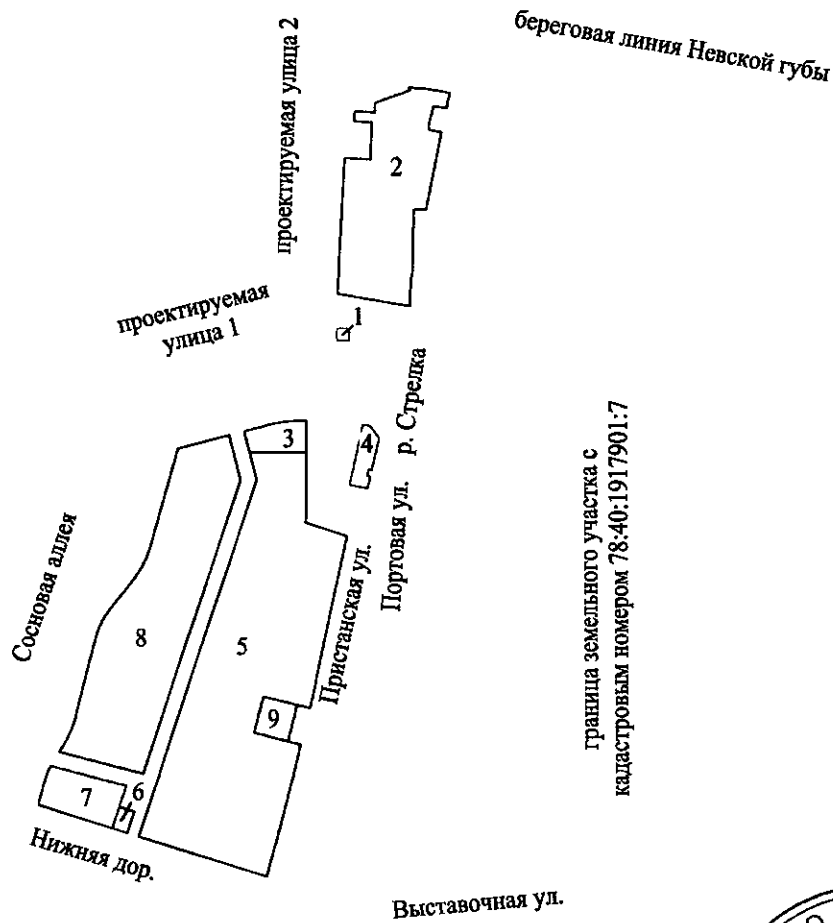 береговая линия Невской губы
проектируемая улица 2
2
проектируемая
улица 1
1
р. Стрелка
3
4
Портовая ул.
граница земельного участка с
кадастровым номером 78:40:1917901:7
Сосновая аллея
Пристанская ул.
8
5
9
6
7
Нижняя дор.
Выставочная ул.